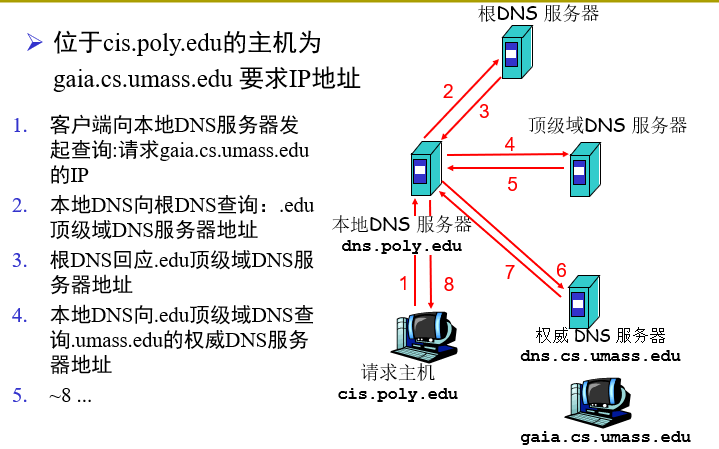 位于cis.poly.edu的主机为
gaia.cs.umass.edu 要求IP地址
1. 客户端向本地DNS服务器发
起查询:请求gaia.cs.umass.edu
的IP
2. 本地DNS向根DNS查询：.edu
顶级域DNS服务器地址
3. 根DNS回应.edu顶级域DNS服
务器地址
4. 本地DNS向.edu顶级域DNS查
询.umass.edu的权威DNS服务
器地址
5. ~8 ...
根DNS 服务器
2
3
顶级域DNS 服务器
4
5
本地DNS 服务器
dns.poly.edu
1
8
7
6
权威 DNS 服务器
dns.cs.umass.edu
请求主机
cis.poly.edu
gaia.cs.umass.edu